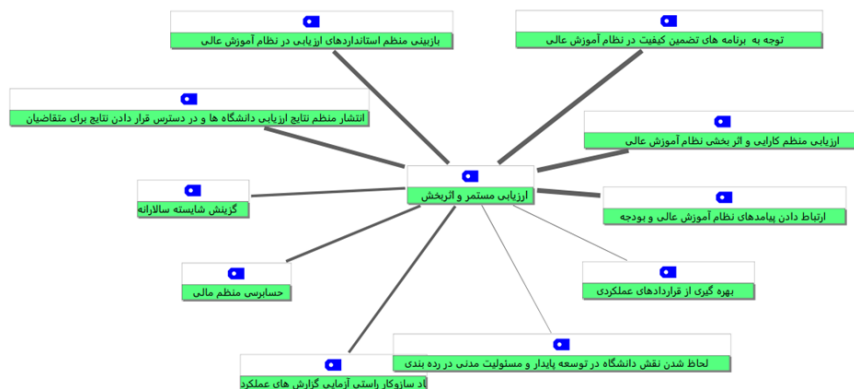 بازبینی منظم استانداردهای ارزیابی در نظام آموزش عالی
توجه به برنامه های تضمین کیفیت در نظام آموزش عالی
انتشار منظم نتایج ارزیابی دانشگاه ها و در دسترس قرار دادن نتایج برای متقاضیان
ارزیابی منظم کارایی و اثر بخشی نظام آموزش عالی
ارزیابی مستمر و اثربخش
گزینش شایسته سالارانه
ارتباط دادن پیامدهای نظام آموزش عالی و بودجه
حسابرسی منظم مالی
بهره گیری از قراردادهای عملکردی
لحاظ شدن نقش دانشگاه در توسعه پایدار و مسئولیت مدنی در رده بندی
سازوکار راستی آزمایی گزارش های عملکرد